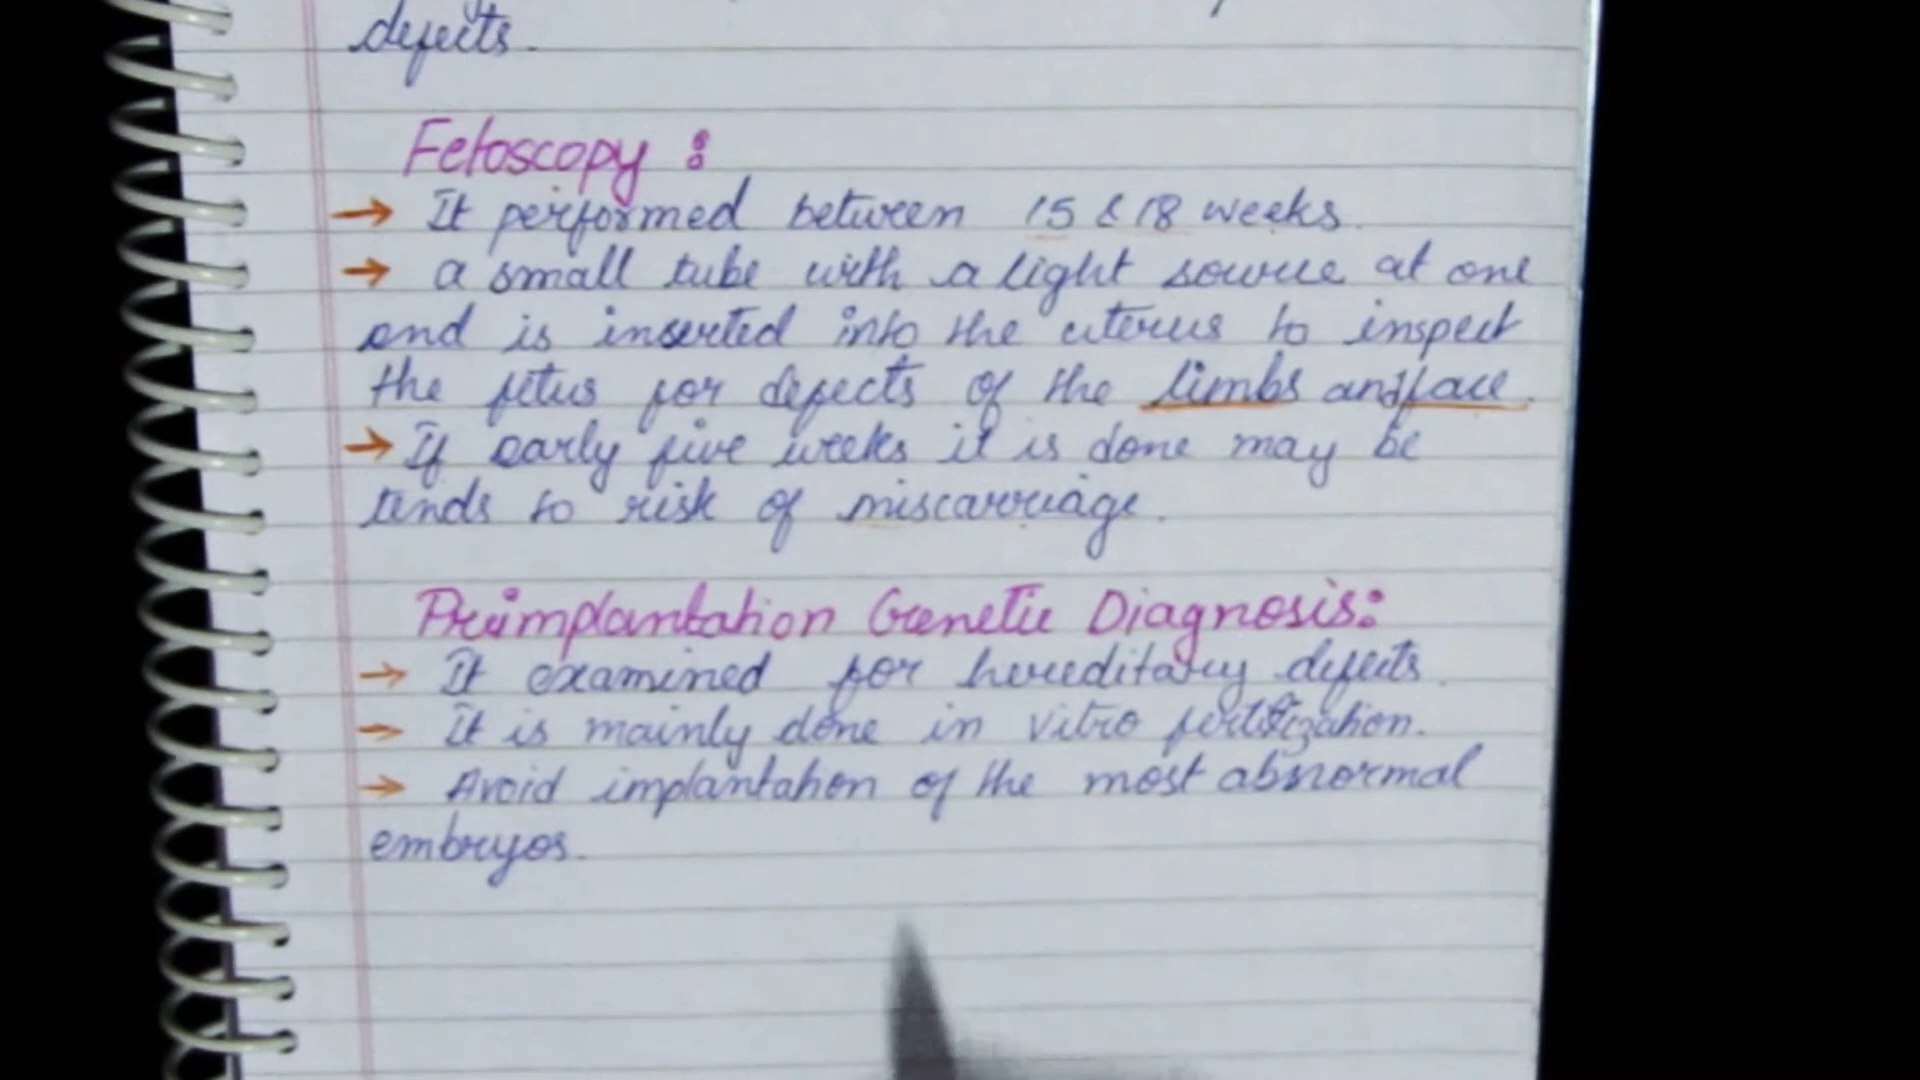 defects.
Fetoscopy :
→ It performed between 15 & 18 weeks.
→ a small tube with a light source at one
end is inserted into the uterus to inspect
the fetus for defects of the limbs and face.
→ If early five weeks it is done may be
tends to risk of miscarriage.
Preimplantation Genetic Diagnosis:
→ It examined for hereditary defects.
→ It is mainly done in vitro fertilization.
→ Avoid implantation of the most abnormal
embryos.